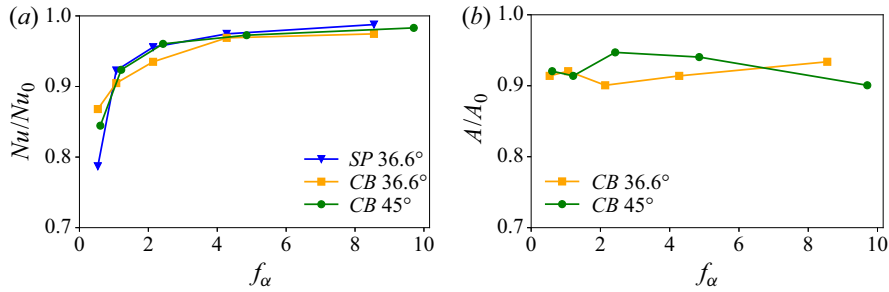 (a)
1.0
0.9
0.8
0.7
Nu/Nu₀
SP 36.6°
CB 36.6°
CB 45°
0 2 4 6 8 10
f_α
(b)
1.0
0.9
0.8
0.7
A/A₀
CB 36.6°
CB 45°
0 2 4 6 8 10
f_α